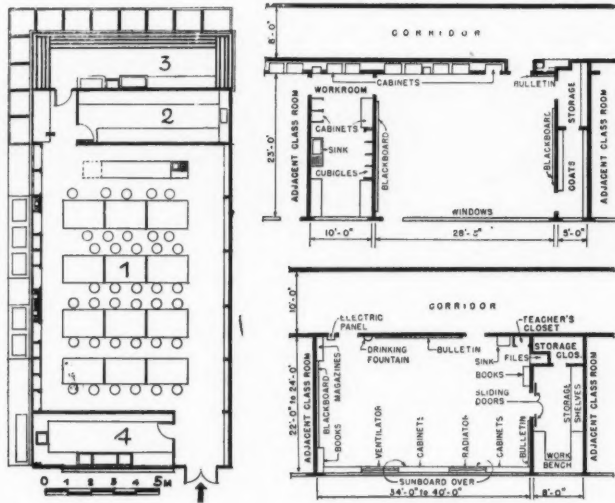 3
2
1
4
0 1 2 3 4 5 M
8'-0"
CORRIDOR
CABINETS
BULLETIN
WORKROOM
CABINETS
SINK
CUBICLES
ADJACENT CLASS ROOM
BLACKBOARD
23'-0"
BLACKBOARD
STORAGE
COATS
ADJACENT CLASS ROOM
WINDOWS
10'-0"
5'-0"
10'-0"
CORRIDOR
ELECTRIC
PANEL
DRINKING
FOUNTAIN
BULLETIN
TEACHER'S
CLOSET
SINK
FILES
STORAGE
CLOS.
BOOKS
SLIDING
DOORS
22'-0" to 24'-0"
ADJACENT CLASS ROOM
BLACKBOARD
MAGAZINES
BOOKS
VENTILATOR
CABINETS
RADIATOR
CABINETS
BULLETIN
STORAGE
SHELVES
WORK
BENCH
ADJACENT CLASS ROOM
SUNBOARD OVER
34'-0" to 40'-0"
8'-0"